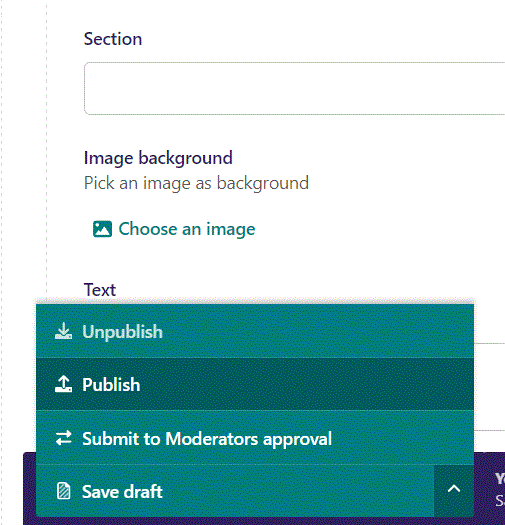 Section
Image background
Pick an image as background
Choose an image
Text
Unpublish
Publish
Submit to Moderators approval
Save draft